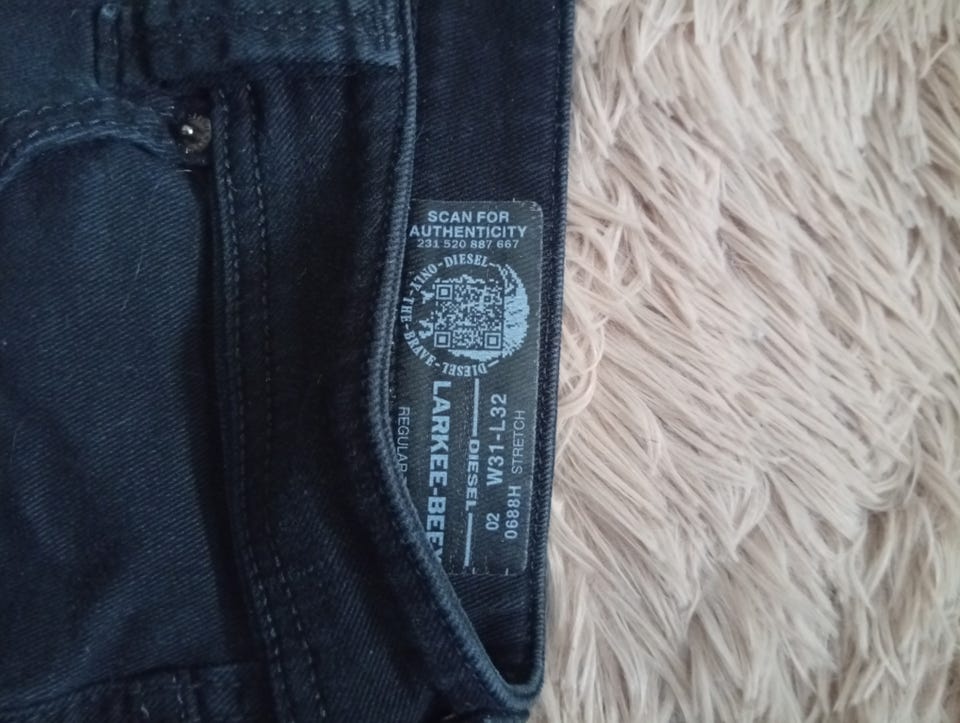 SCAN FOR
AUTHENTICITY
231 520 887 667
ONLY-THE-BRAVE-DIESEL-
DIESEL
LARKEE-BEEX
REGULAR
DIESEL
02 W31-L32
0688H STRETCH